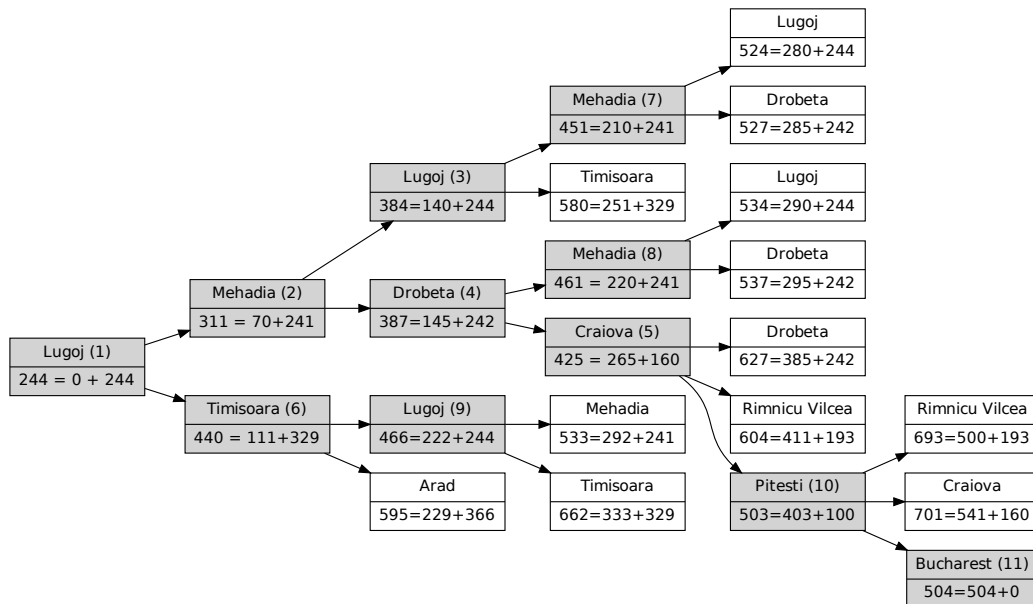 Lugoj
524=280+244
Mehadia (7)
451=210+241
Drobeta
527=285+242
Lugoj (3)
384=140+244
Timisoara
580=251+329
Lugoj
534=290+244
Mehadia (8)
461 = 220+241
Drobeta
537=295+242
Mehadia (2)
311 = 70+241
Drobeta (4)
387=145+242
Craiova (5)
425 = 265+160
Drobeta
627=385+242
Lugoj (1)
244 = 0 + 244
Timisoara (6)
440 = 111+329
Lugoj (9)
466=222+244
Mehadia
533=292+241
Rimnicu Vilcea
604=411+193
Rimnicu Vilcea
693=500+193
Arad
595=229+366
Timisoara
662=333+329
Pitesti (10)
503=403+100
Craiova
701=541+160
Bucharest (11)
504=504+0